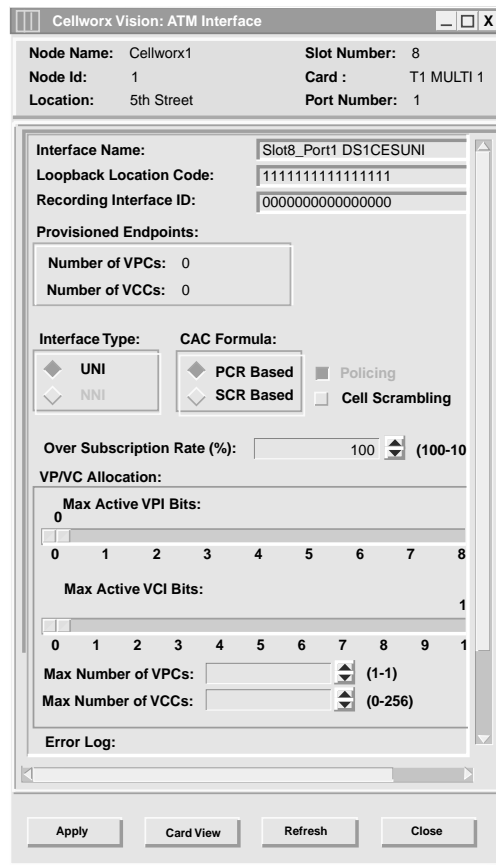 Cellworx Vision: ATM Interface
Node Name: Cellworx1 Slot Number: 8
Node Id: 1 Card : T1 MULTI 1
Location: 5th Street Port Number: 1
Interface Name: Slot8_Port1 DS1CESUNI
Loopback Location Code: 1111111111111111
Recording Interface ID: 0000000000000000
Provisioned Endpoints:
Number of VPCs: 0
Number of VCCs: 0
Interface Type: CAC Formula:
UNI PCR Based Policing
NNI SCR Based Cell Scrambling
Over Subscription Rate (%): 100 (100-10
VP/VC Allocation:
Max Active VPI Bits:
0
0 1 2 3 4 5 6 7 8
Max Active VCI Bits:
1
0 1 2 3 4 5 6 7 8 9 1
Max Number of VPCs: (1-1)
Max Number of VCCs: (0-256)
Error Log:
Apply Card View Refresh Close